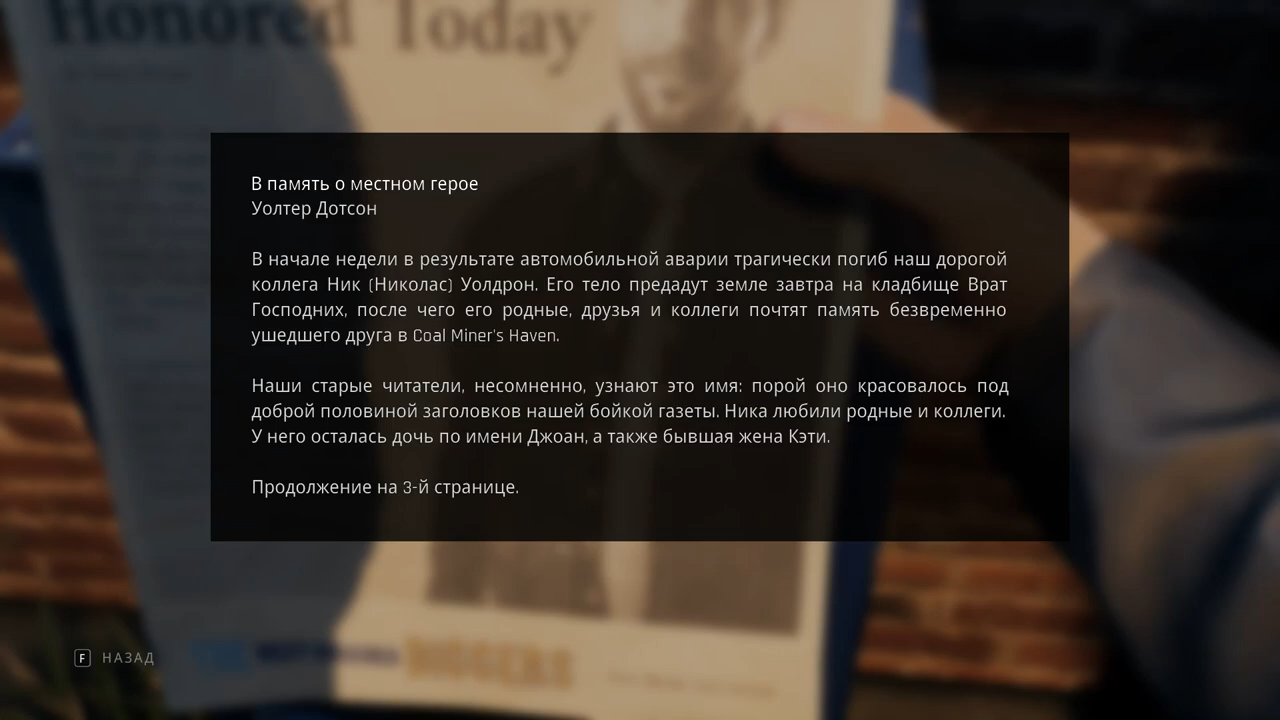 Honored Today
В память о местном герое
Уолтер Дотсон
В начале недели в результате автомобильной аварии трагически погиб наш дорогой
коллега Ник (Николас) Уолдрон. Его тело предадут земле завтра на кладбище Врат
Господних, после чего его родные, друзья и коллеги почтят память безвременно
ушедшего друга в Coal Miner's Haven.
Наши старые читатели, несомненно, узнают это имя: порой оно красовалось под
доброй половиной заголовков нашей бойкой газеты. Ника любили родные и коллеги.
У него осталась дочь по имени Джоан, а также бывшая жена Кэти.
Продолжение на 3-й странице.
F НАЗАД